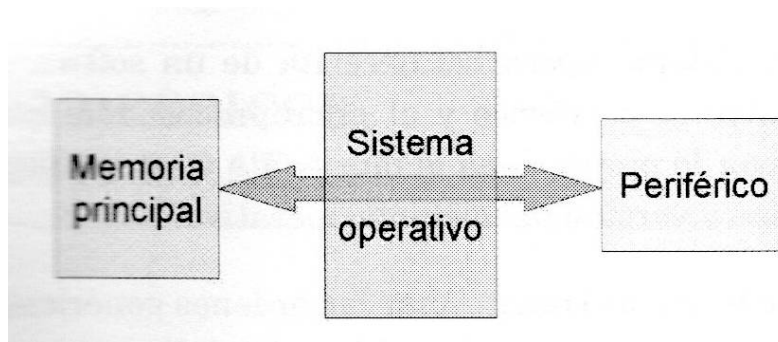 Memoria
principal
Sistema
operativo
Periférico